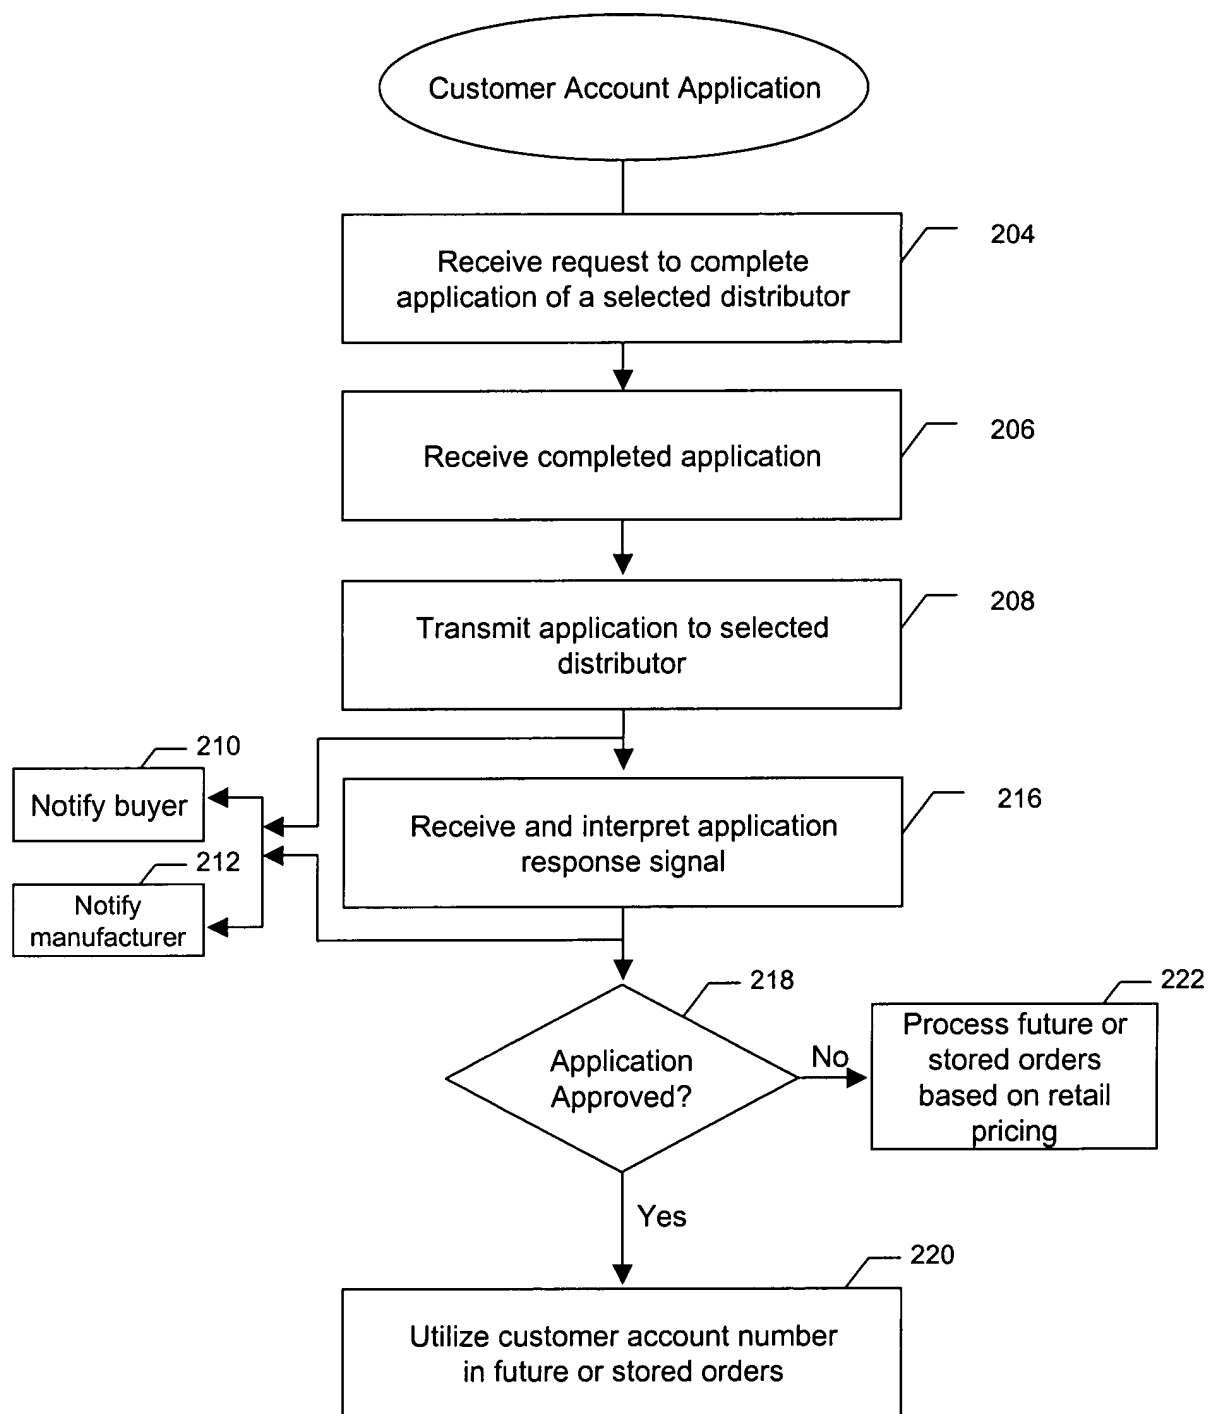 Customer Account Application
204
Receive request to complete
application of a selected distributor
206
Receive completed application
208
Transmit application to selected
distributor
210
Notify buyer
216
Receive and interpret application
response signal
212
Notify
manufacturer
218
Application
Approved?
No
222
Process future or
stored orders
based on retail
pricing
Yes
220
Utilize customer account number
in future or stored orders